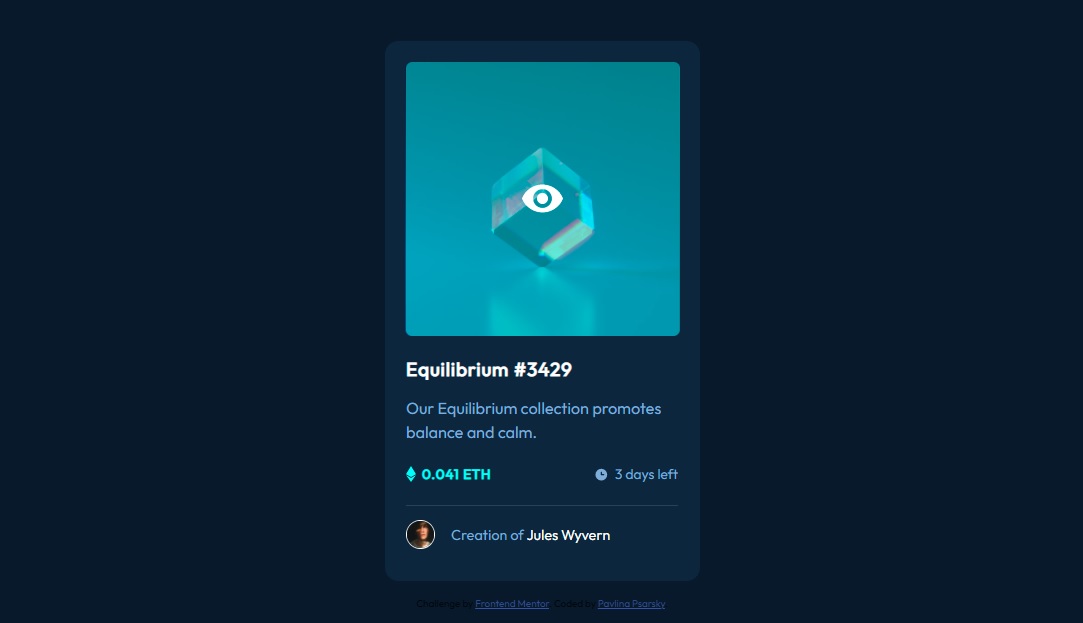 Equilibrium #3429
Our Equilibrium collection promotes
balance and calm.
0.041 ETH
3 days left
Creation of Jules Wyvern
Challenge by Frontend Mentor. Coded by Pavlina Psarsky